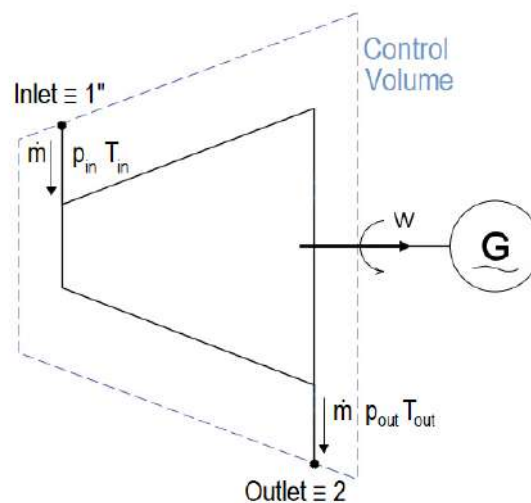 Control
Volume
Inlet ≡ 1"
ṁ p_in T_in
W
G
ṁ p_out T_out
Outlet ≡ 2